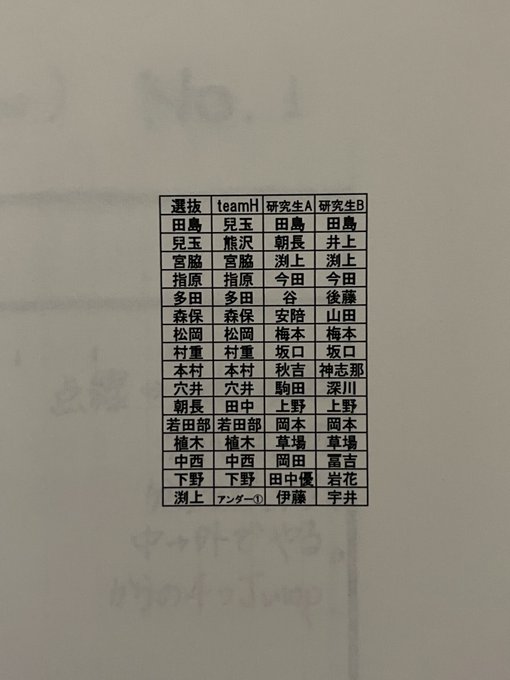 選抜 teamH 研究生A 研究生B
田島 兒玉 田島 田島
兒玉 熊沢 朝長 井上
宮脇 宮脇 渕上 渕上
指原 指原 今田 今田
多田 多田 谷 後藤
森保 森保 安陪 山田
松岡 松岡 梅本 梅本
村重 村重 坂口 坂口
本村 本村 秋吉 神志那
穴井 穴井 駒田 深川
朝長 田中 上野 上野
若田部 若田部 岡本 岡本
植木 植木 草場 草場
中西 中西 岡田 冨吉
下野 下野 田中優 岩花
渕上 アンダー① 伊藤 宇井